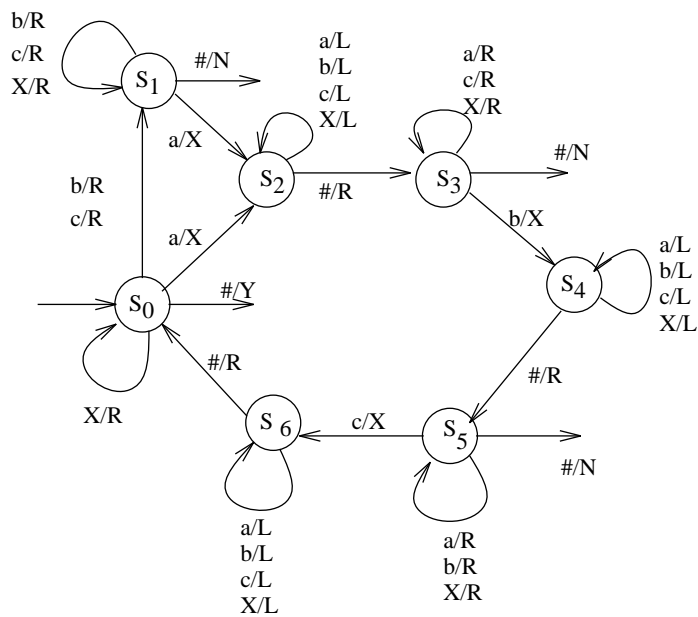 b/R
c/R
X/R
S1
#/N
a/X
a/L
b/L
c/L
X/L
S2
#/R
a/R
c/R
X/R
S3
#/N
b/X
a/L
b/L
c/L
X/L
S4
#/R
b/R
c/R
a/X
S0
#/Y
X/R
#/R
S6
c/X
S5
#/N
a/L
b/L
c/L
X/L
a/R
b/R
X/R